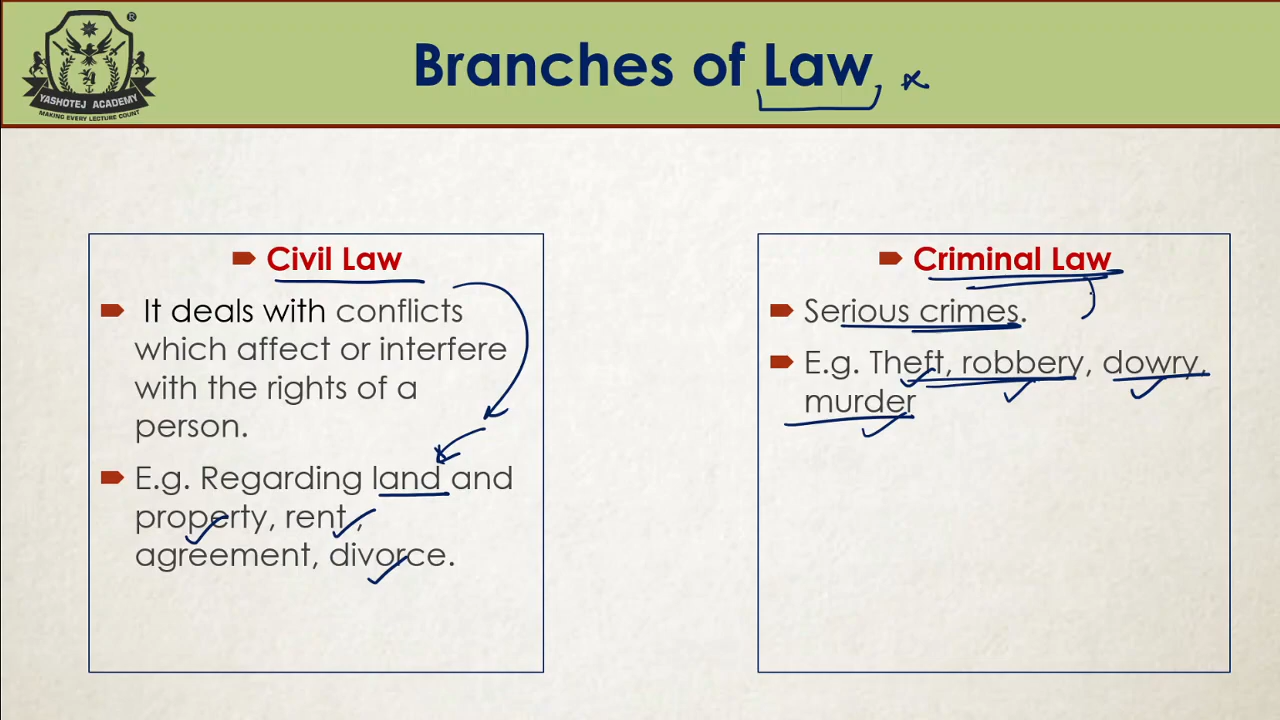 YASHOTEJ ACADEMY
MAKING EVERY LECTURE COUNT
®
Branches of Law
Civil Law
It deals with conflicts
which affect or interfere
with the rights of a
person.
E.g. Regarding land and
property, rent ,
agreement, divorce.
Criminal Law
Serious crimes.
E.g. Theft, robbery, dowry,
murder